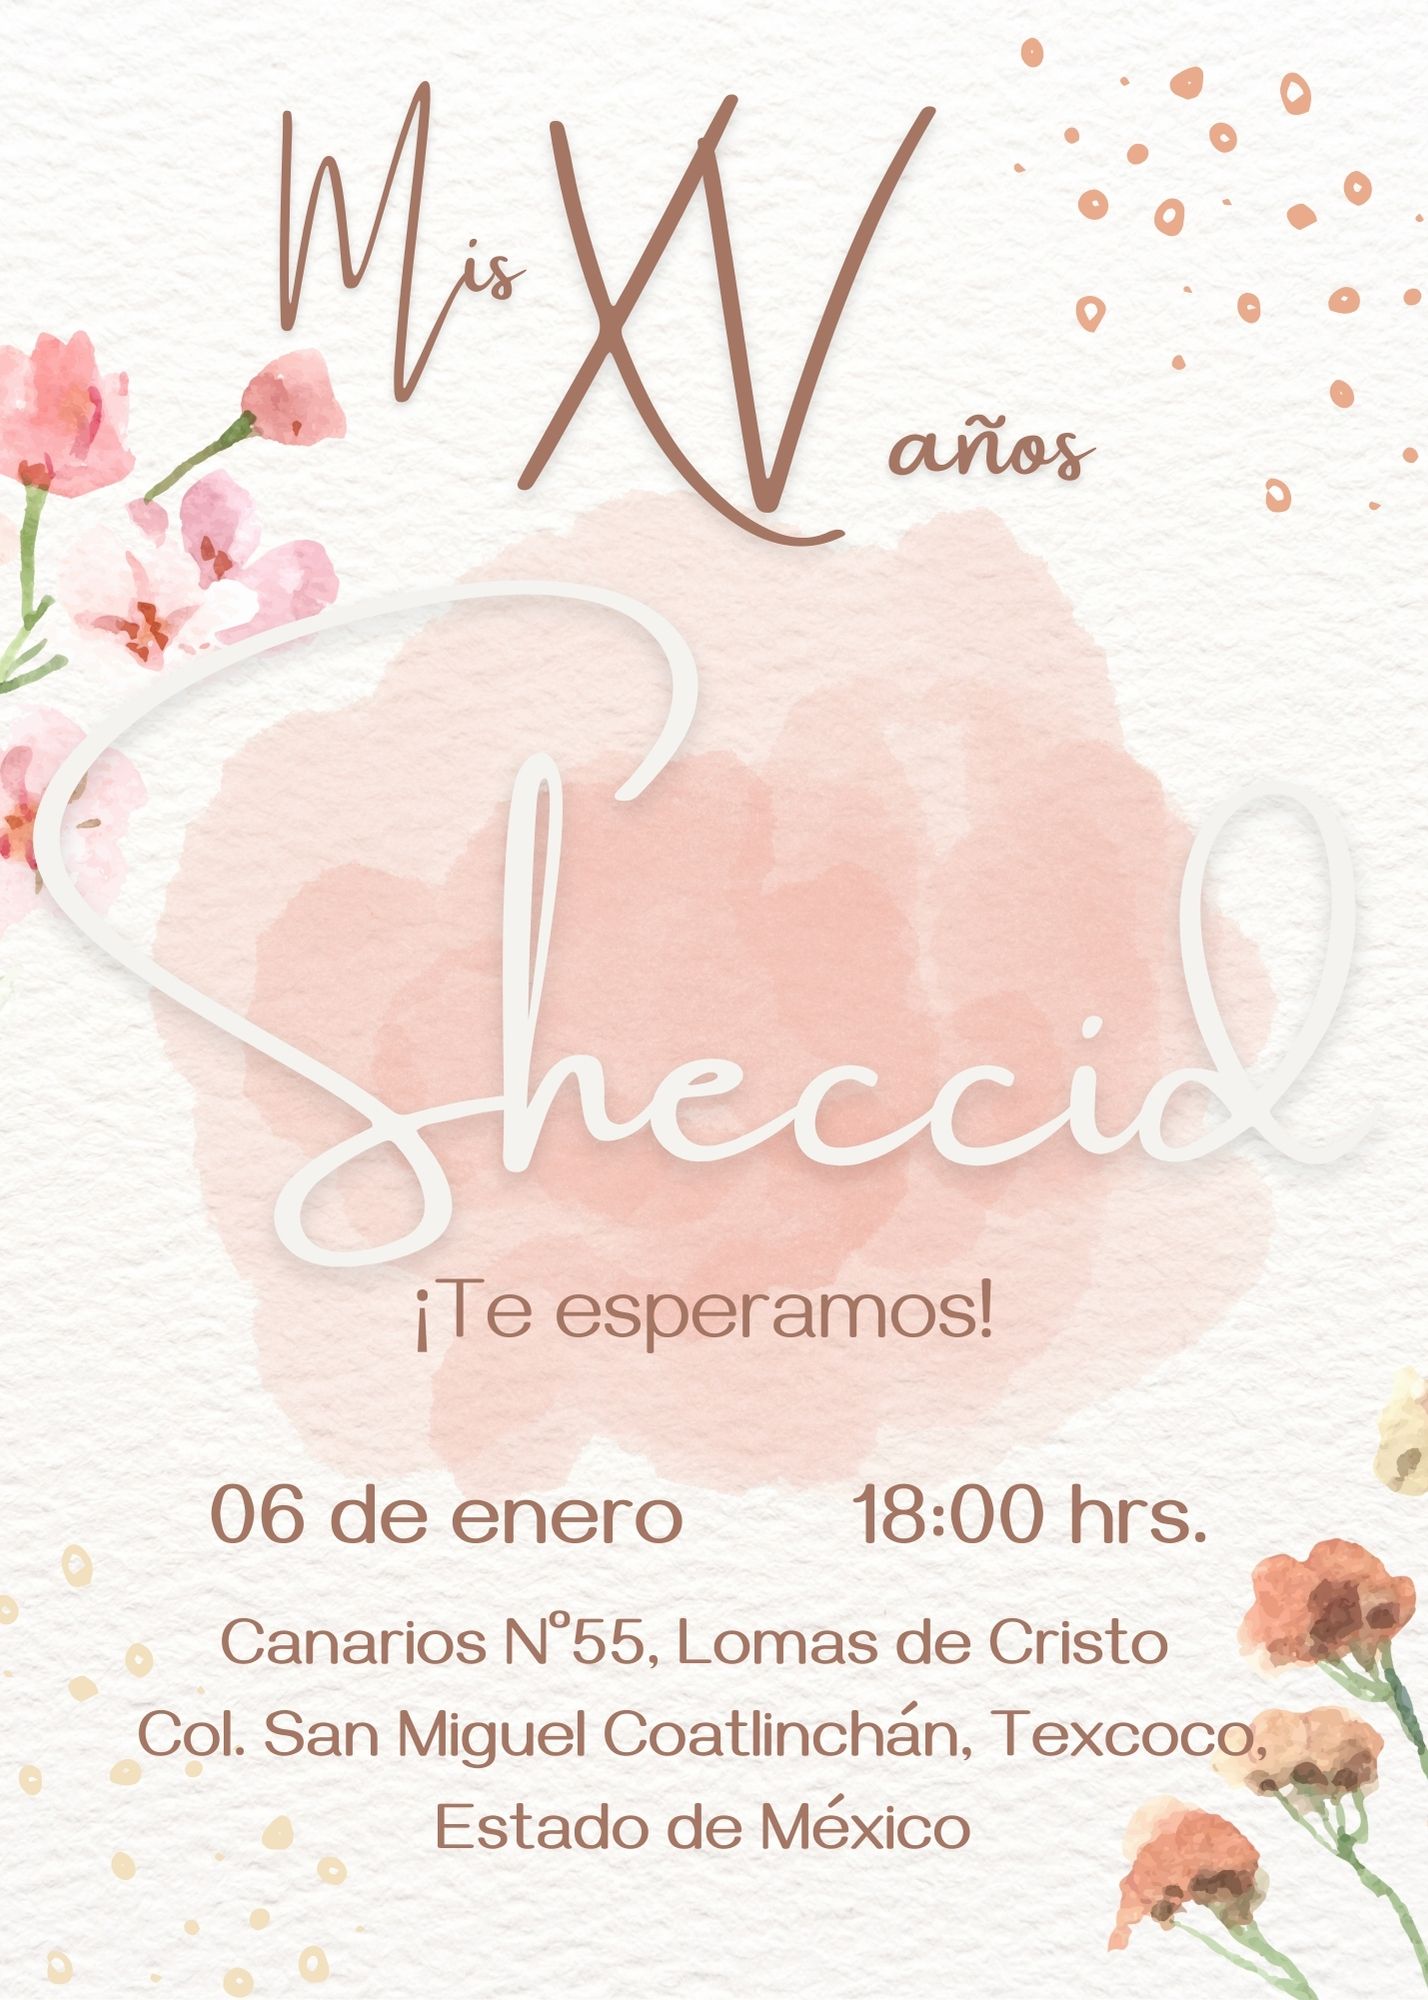 Mis XV años
Sheccid
¡Te esperamos!
06 de enero 18:00 hrs.
Canarios N°55, Lomas de Cristo
Col. San Miguel Coatlinchán, Texcoco,
Estado de México